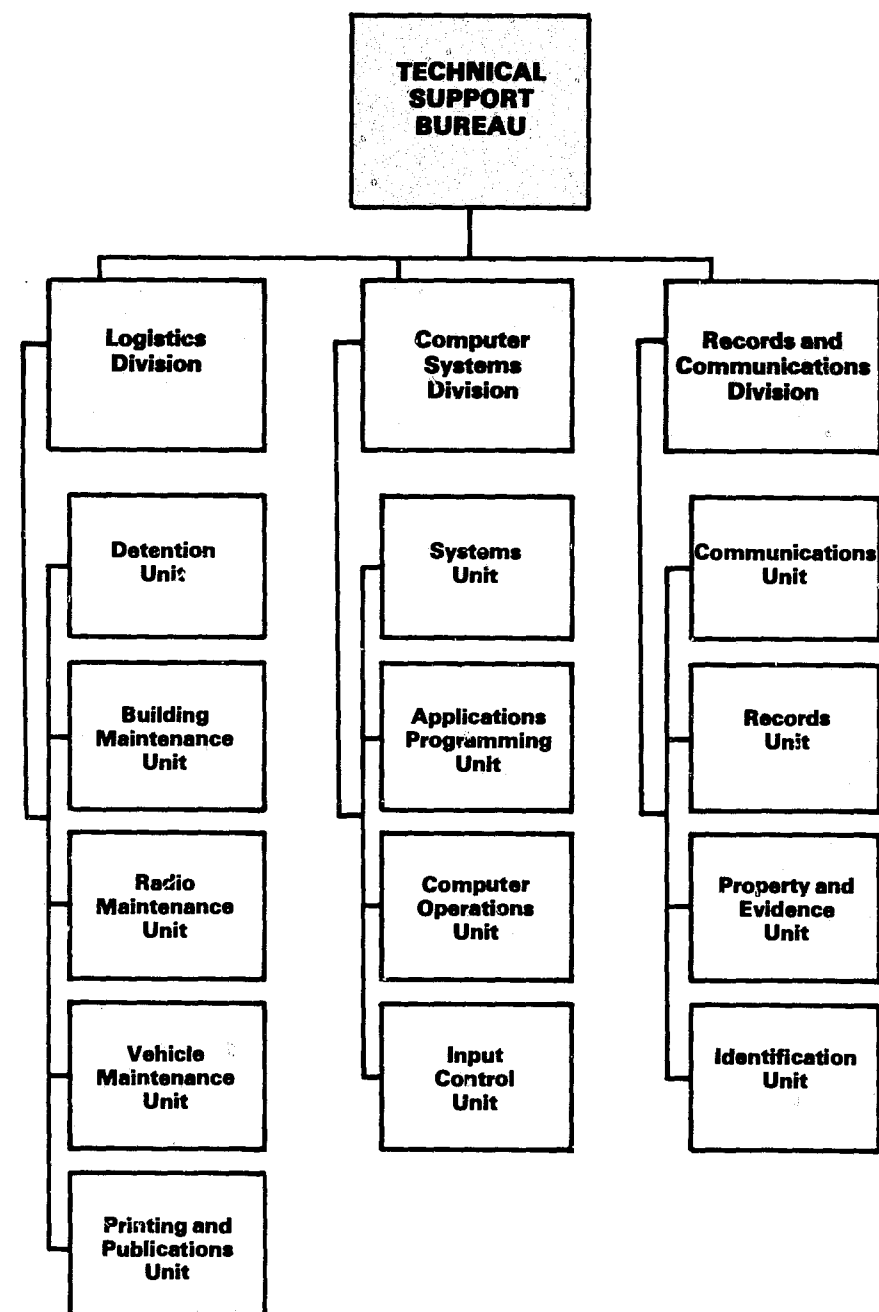 TECHNICAL
SUPPORT
BUREAU
Logistics
Division
Computer
Systems
Division
Records and
Communications
Division
Detention
Unit
Systems
Unit
Communications
Unit
Building
Maintenance
Unit
Applications
Programming
Unit
Records
Unit
Radio
Maintenance
Unit
Computer
Operations
Unit
Property and
Evidence
Unit
Vehicle
Maintenance
Unit
Input
Control
Unit
Identification
Unit
Printing and
Publications
Unit